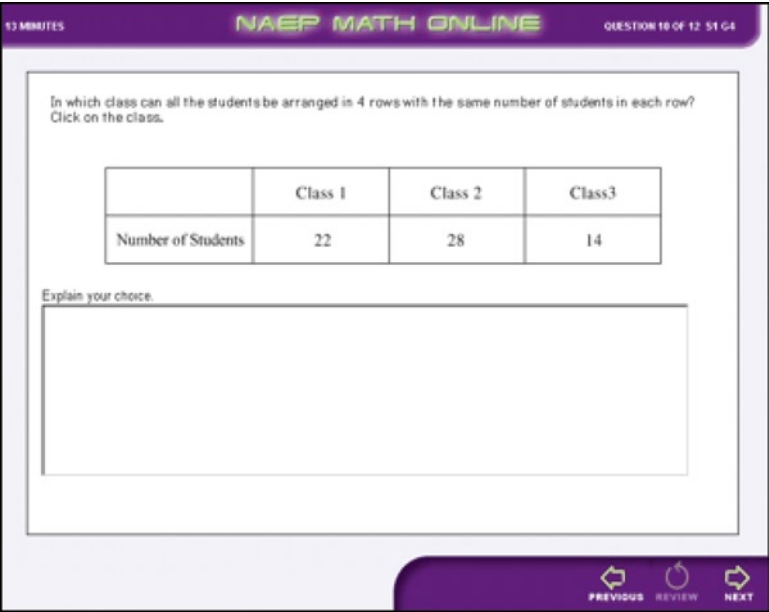 13 MINUTES NAEP MATH ONLINE QUESTION 10 OF 12 S1 G4
In which class can all the students be arranged in 4 rows with the same number of students in each row?
Click on the class.
Class 1 Class 2 Class3
Number of Students 22 28 14
Explain your choice.
PREVIOUS REVIEW NEXT